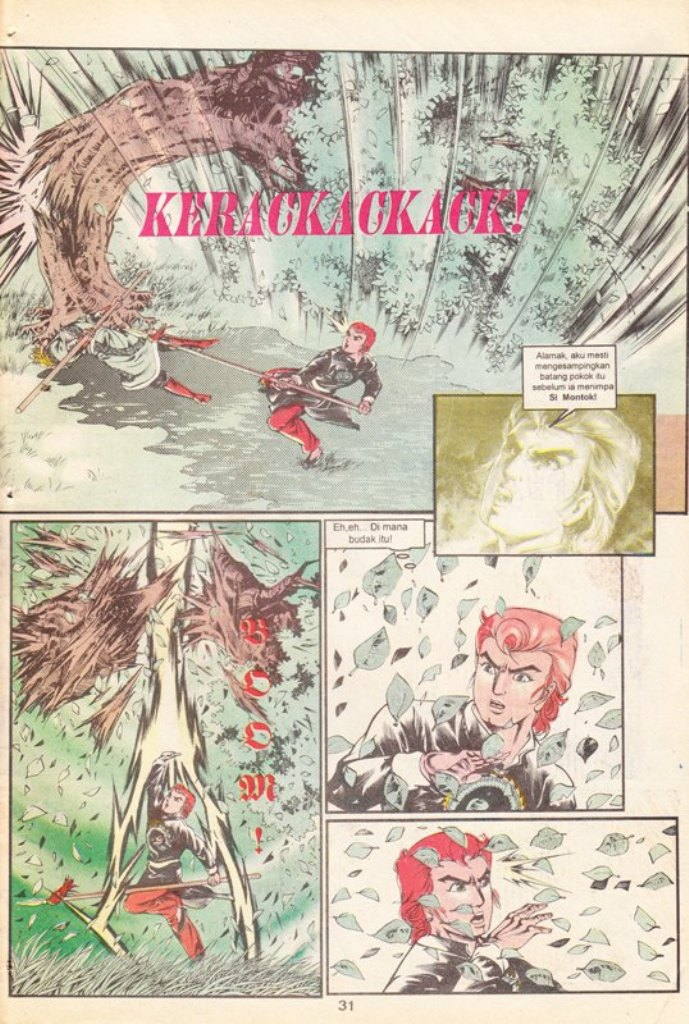 KERACKACKACK!
Alamak, aku mesti
mengesampingkan
batang pokok itu
sebelum ia menimpa
Si Montok!
BOOM!
Eh,eh... Di mana
budak itu!
31